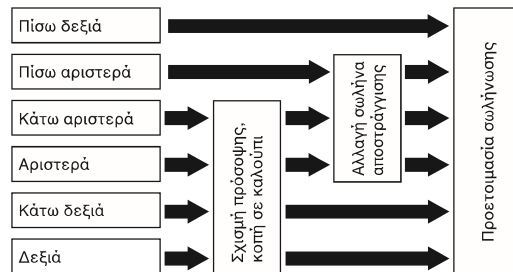 Πίσω δεξιά
Πίσω αριστερά
Κάτω αριστερά
Αριστερά
Κάτω δεξιά
Δεξιά
Σχισμή πρόσοψης,
κοπή σε καλούπι
Αλλαγή σωλήνα
αποστράγγισης
Προετοιμασία σωλήνωσης